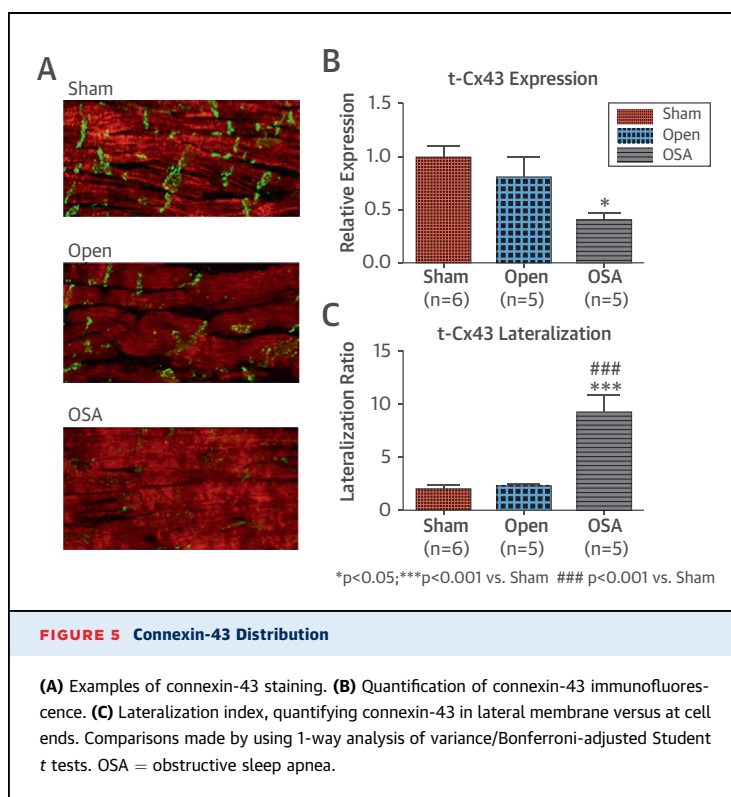 A
Sham
Open
OSA
B
t-Cx43 Expression
Relative Expression
1.5
1.0
0.5
0.0
Sham
Open
OSA
*
Sham Open OSA
(n=6) (n=5) (n=5)
C
t-Cx43 Lateralization
Lateralization Ratio
15
10
5
0
###
***
Sham Open OSA
(n=6) (n=5) (n=5)
*p<0.05;***p<0.001 vs. Sham ### p<0.001 vs. Sham
FIGURE 5 Connexin-43 Distribution
(A) Examples of connexin-43 staining. (B) Quantification of connexin-43 immunofluores-
cence. (C) Lateralization index, quantifying connexin-43 in lateral membrane versus at cell
ends. Comparisons made by using 1-way analysis of variance/Bonferroni-adjusted Student
t tests. OSA = obstructive sleep apnea.